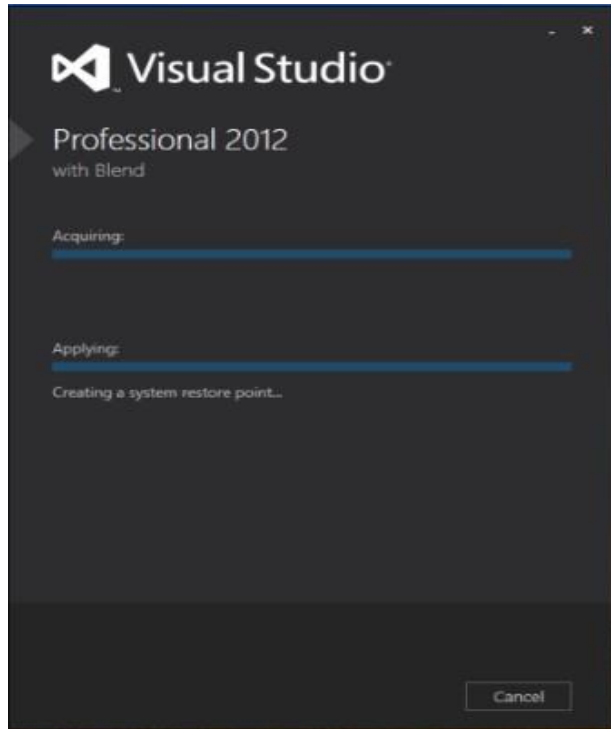 Visual Studio
Professional 2012
with Blend
Acquiring:
Applying:
Creating a system restore point...
Cancel